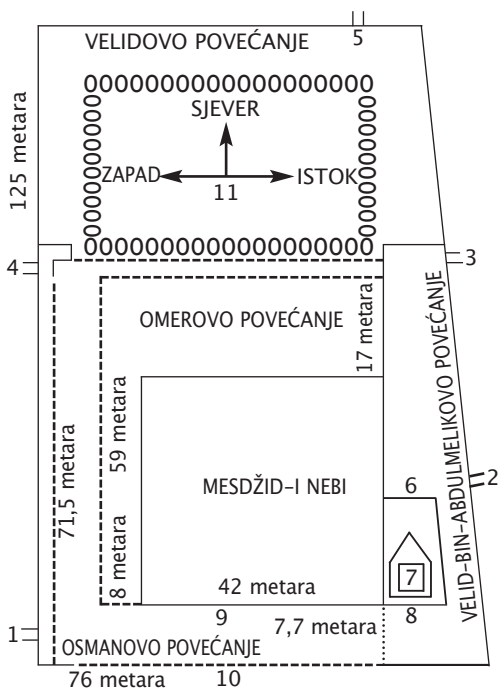 VELIDOVO POVEĆANJE
5
SJEVER
ZAPAD
ISTOK
11
125 metara
4
3
OMEROVO POVEĆANJE
17 metara
VELID-BIN-ABDULMELIKOVO POVEĆANJE
59 metara
71,5 metara
MESDŽID-I NEBI
6
2
7
8 metara
42 metara
9
7,7 metara
8
1
OSMANOVO POVEĆANJE
76 metara
10